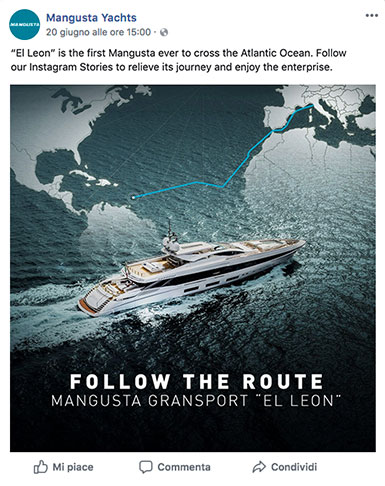 MANGUSTA
Mangusta Yachts
20 giugno alle ore 15:00 ·
“El Leon” is the first Mangusta ever to cross the Atlantic Ocean. Follow
our Instagram Stories to relieve its journey and enjoy the enterprise.
FOLLOW THE ROUTE
MANGUSTA GRANSPORT “EL LEON”
Mi piace
Commenta
Condividi